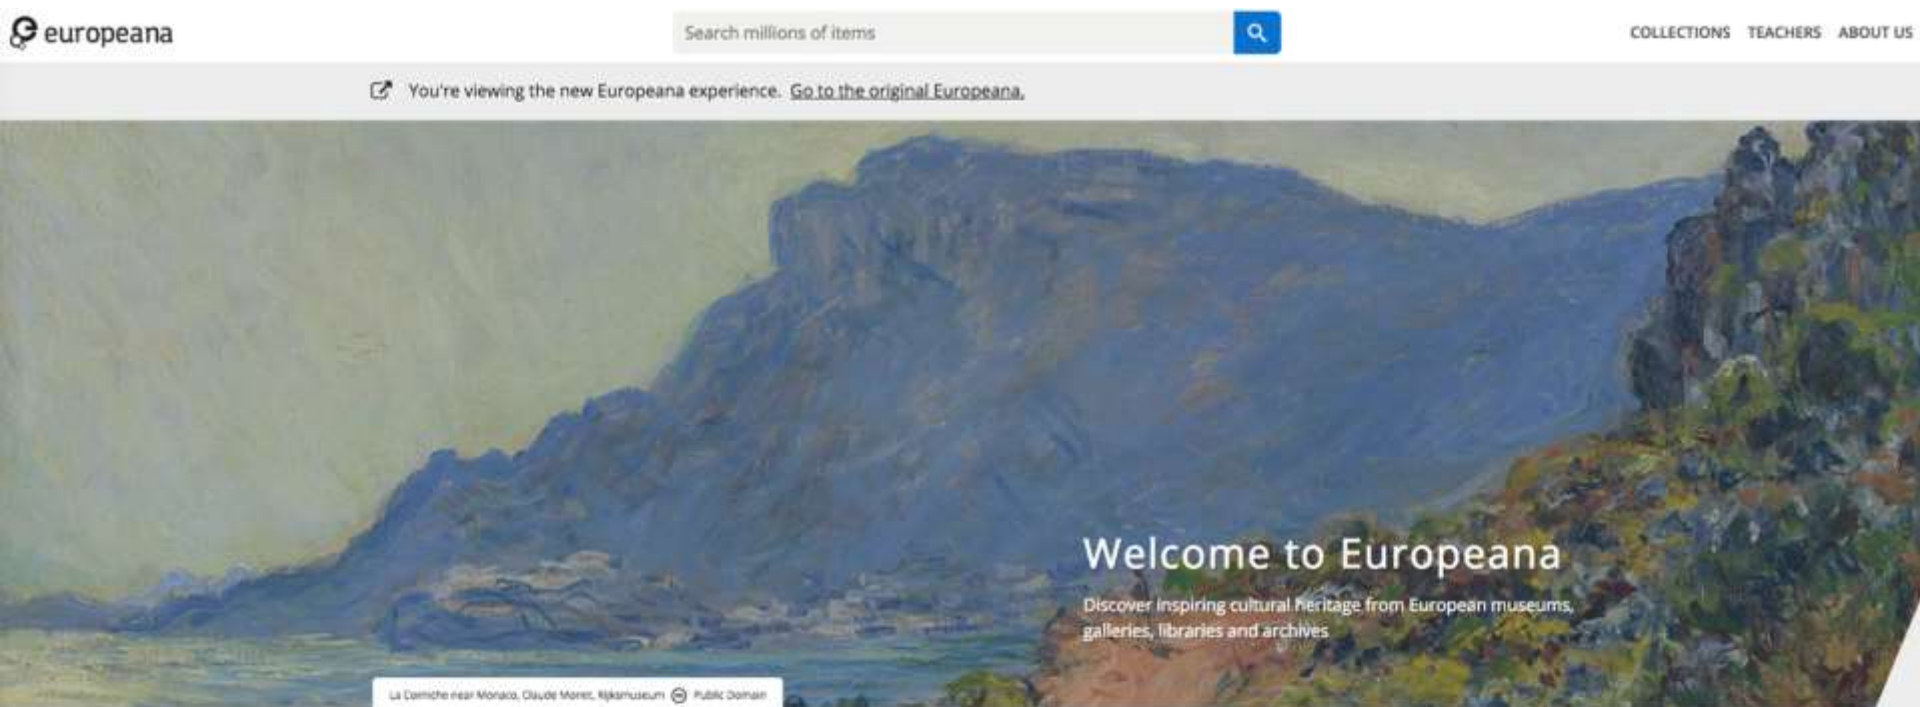 europeana
Search millions of items
COLLECTIONS TEACHERS ABOUT US
You're viewing the new Europeana experience. Go to the original Europeana.
Welcome to Europeana
Discover inspiring cultural heritage from European museums,
galleries, libraries and archives
La Corniche near Monaco, Claude Monet, Rijksmuseum Public Domain